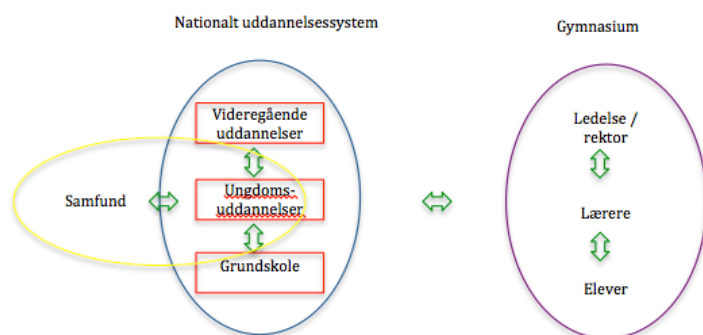 Nationalt uddannelsessystem
Gymnasium
Videregående
uddannelser
Ledelse /
rektor
Samfund
Ungdoms-
uddannelser
Lærere
Grundskole
Elever